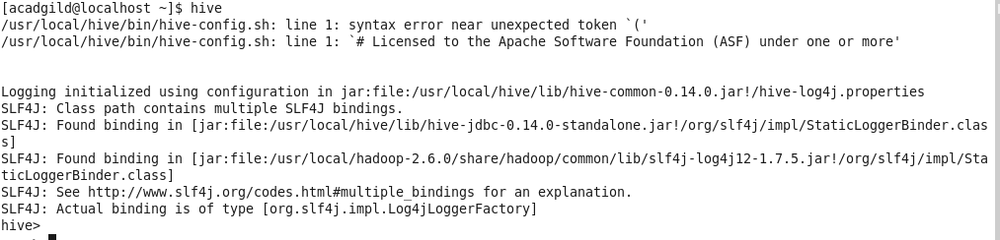 [acadgild@localhost ~]$ hive
/usr/local/hive/bin/hive-config.sh: line 1: syntax error near unexpected token `('
/usr/local/hive/bin/hive-config.sh: line 1: `# Licensed to the Apache Software Foundation (ASF) under one or more'
Logging initialized using configuration in jar:file:/usr/local/hive/lib/hive-common-0.14.0.jar!/hive-log4j.properties
SLF4J: Class path contains multiple SLF4J bindings.
SLF4J: Found binding in [jar:file:/usr/local/hive/lib/hive-jdbc-0.14.0-standalone.jar!/org/slf4j/impl/StaticLoggerBinder.clas
s]
SLF4J: Found binding in [jar:file:/usr/local/hadoop-2.6.0/share/hadoop/common/lib/slf4j-log4j12-1.7.5.jar!/org/slf4j/impl/Sta
ticLoggerBinder.class]
SLF4J: See http://www.slf4j.org/codes.html#multiple_bindings for an explanation.
SLF4J: Actual binding is of type [org.slf4j.impl.Log4jLoggerFactory]
hive>